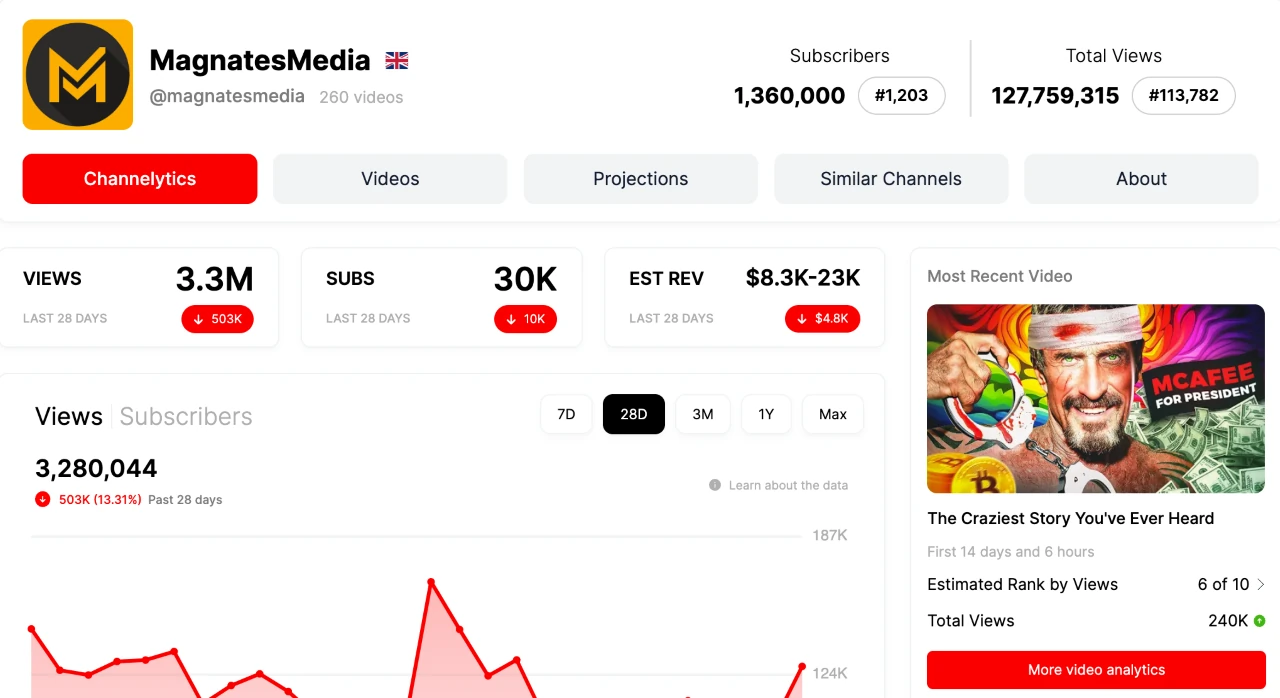 MagnatesMedia
@magnatesmedia 260 videos
Subscribers
1,360,000 #1,203
Total Views
127,759,315 #113,782
Channelytics Videos Projections Similar Channels About
VIEWS 3.3M
LAST 28 DAYS 503K
SUBS 30K
LAST 28 DAYS 10K
EST REV $8.3K-23K
LAST 28 DAYS $4.8K
Views Subscribers
7D 28D 3M 1Y Max
3,280,044
503K (13.31%) Past 28 days
Learn about the data
187K
124K
Most Recent Video
MCAFEE
FOR PRESIDENT
The Craziest Story You've Ever Heard
First 14 days and 6 hours
Estimated Rank by Views 6 of 10
Total Views 240K
More video analytics